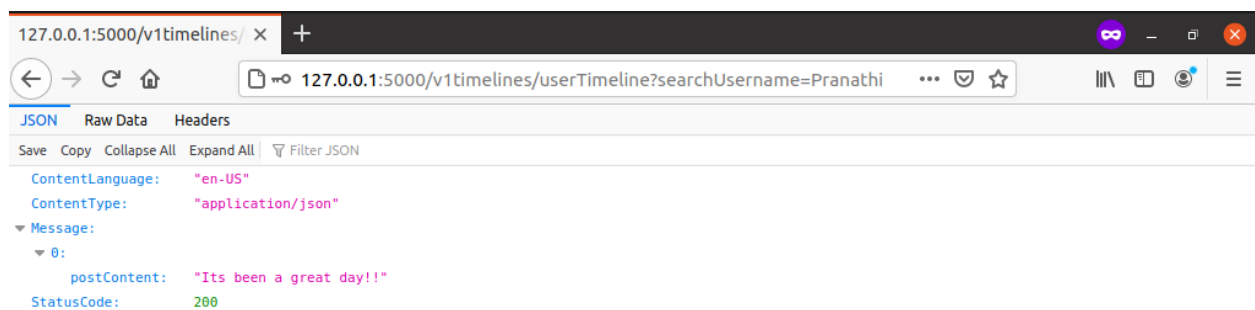 127.0.0.1:5000/v1timelines/
127.0.0.1:5000/v1timelines/userTimeline?searchUsername=Pranathi
JSON Raw Data Headers
Save Copy Collapse All Expand All Filter JSON
ContentLanguage: "en-US"
ContentType: "application/json"
Message:
0:
postContent: "Its been a great day!!"
StatusCode: 200